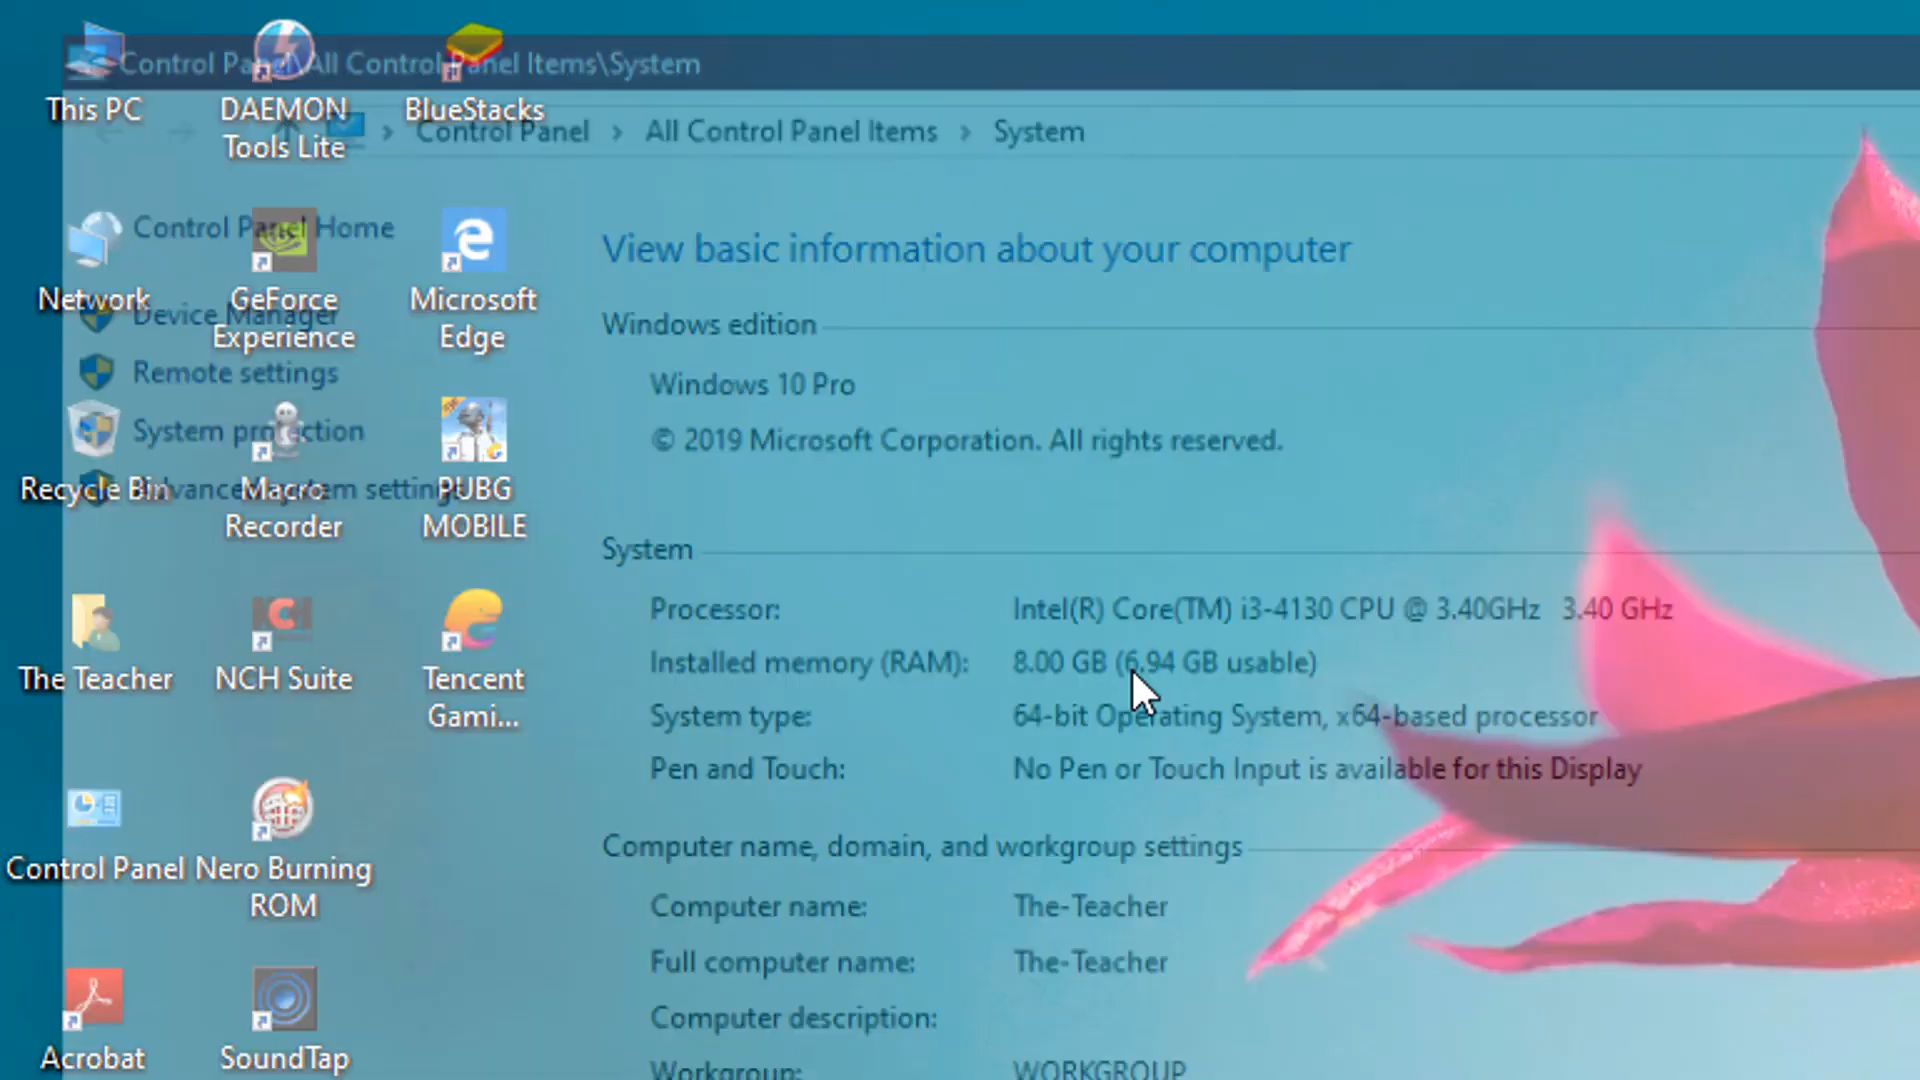 Control Panel\All Control Panel Items\System
This PC
DAEMON
Tools Lite
BlueStacks
Control Panel › All Control Panel Items › System
Control Panel Home
Network
GeForce
Experience
Microsoft
Edge
Device Manager
Remote settings
System protection
Advanced system settings
Recycle Bin
Macro
Recorder
PUBG
MOBILE
The Teacher
NCH Suite
Tencent
Gami...
Control Panel
Nero Burning
ROM
Acrobat
SoundTap
View basic information about your computer
Windows edition
Windows 10 Pro
© 2019 Microsoft Corporation. All rights reserved.
System
Processor: Intel(R) Core(TM) i3-4130 CPU @ 3.40GHz 3.40 GHz
Installed memory (RAM): 8.00 GB (6.94 GB usable)
System type: 64-bit Operating System, x64-based processor
Pen and Touch: No Pen or Touch Input is available for this Display
Computer name, domain, and workgroup settings
Computer name: The-Teacher
Full computer name: The-Teacher
Computer description:
Workgroup: WORKGROUP